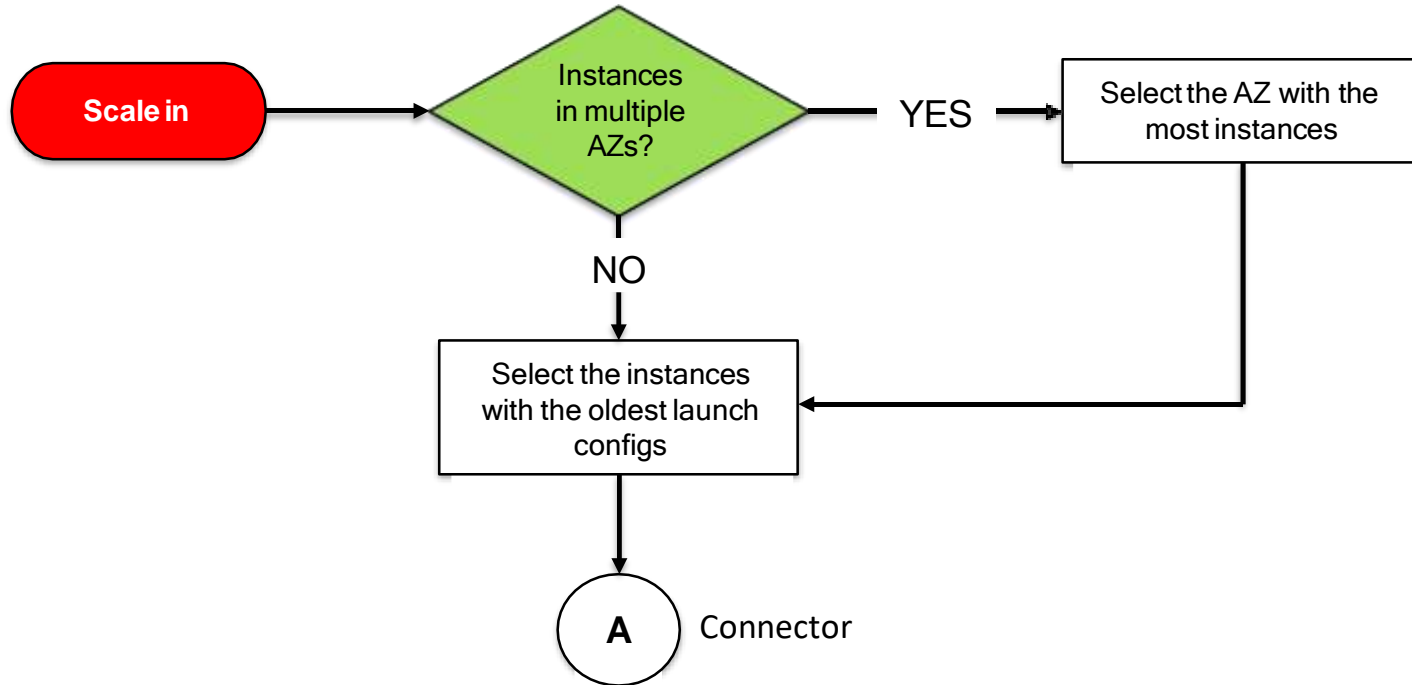 Scale in
Instances
in multiple
AZs?
YES
Select the AZ with the
most instances
NO
Select the instances
with the oldest launch
configs
A
Connector